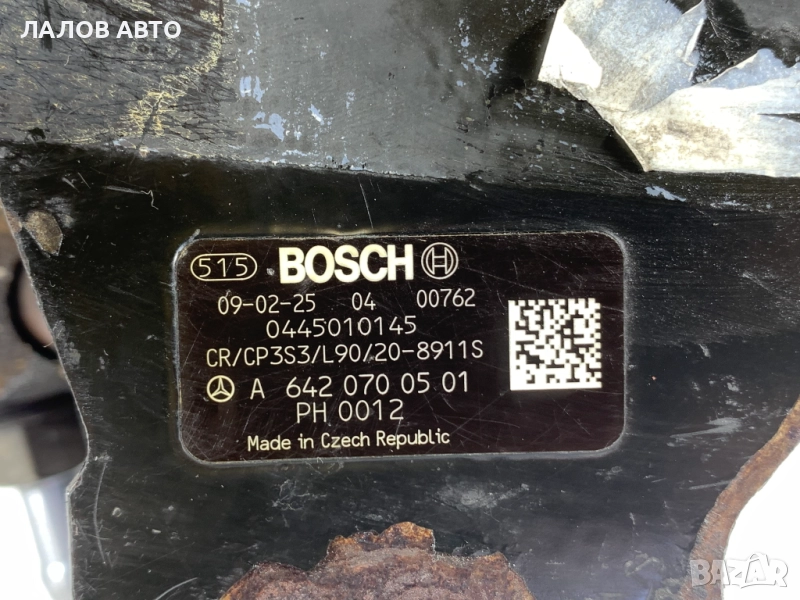 ЛАЛОВ АВТО
515 BOSCH
09-02-25 04 00762
0445010145
CR/CP3S3/L90/20-8911S
A 642 070 05 01
PH 0012
Made in Czech Republic
BAZAR